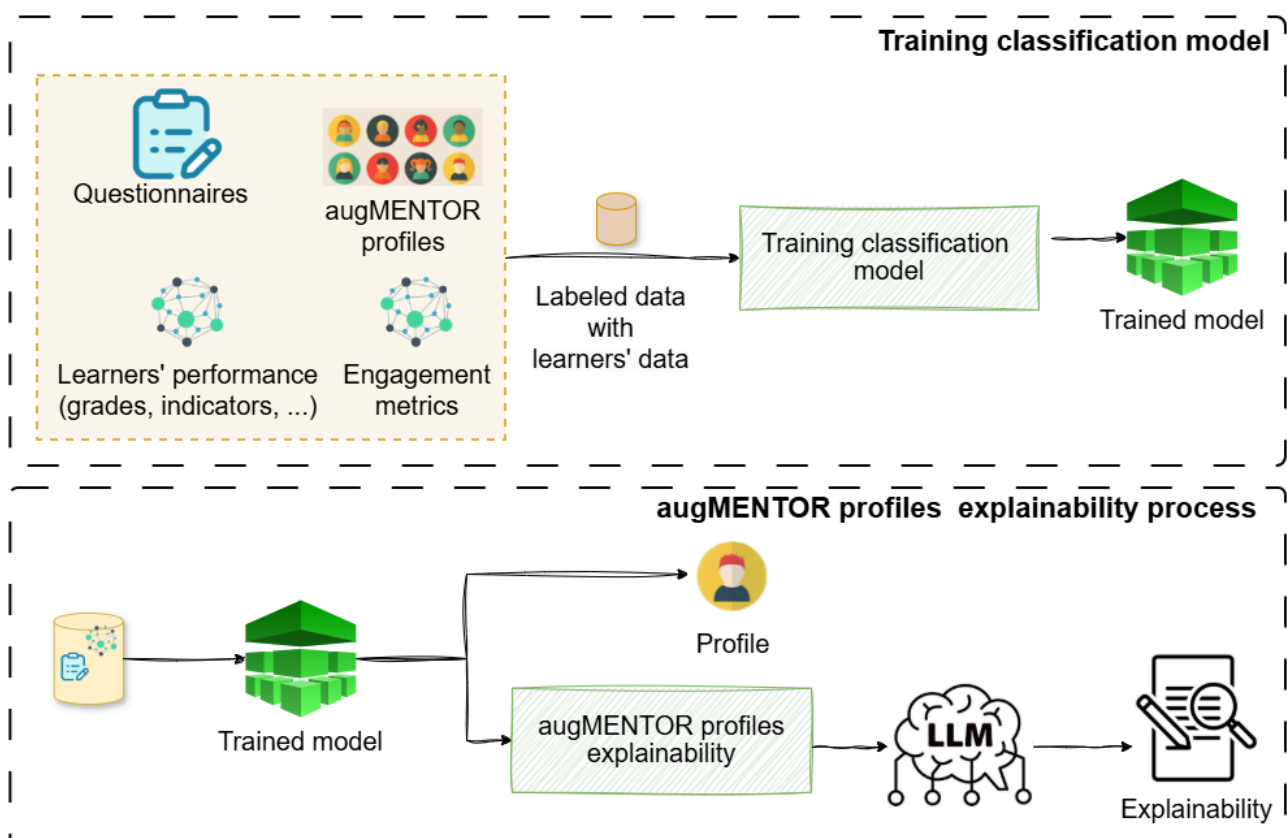 Training classification model
Questionnaires
augMENTOR
profiles
Learners' performance
(grades, indicators, ...)
Engagement
metrics
Labeled data
with
learners' data
Training classification
model
Trained model
augMENTOR profiles  explainability process
Trained model
Profile
augMENTOR profiles
explainability
LLM
Explainability